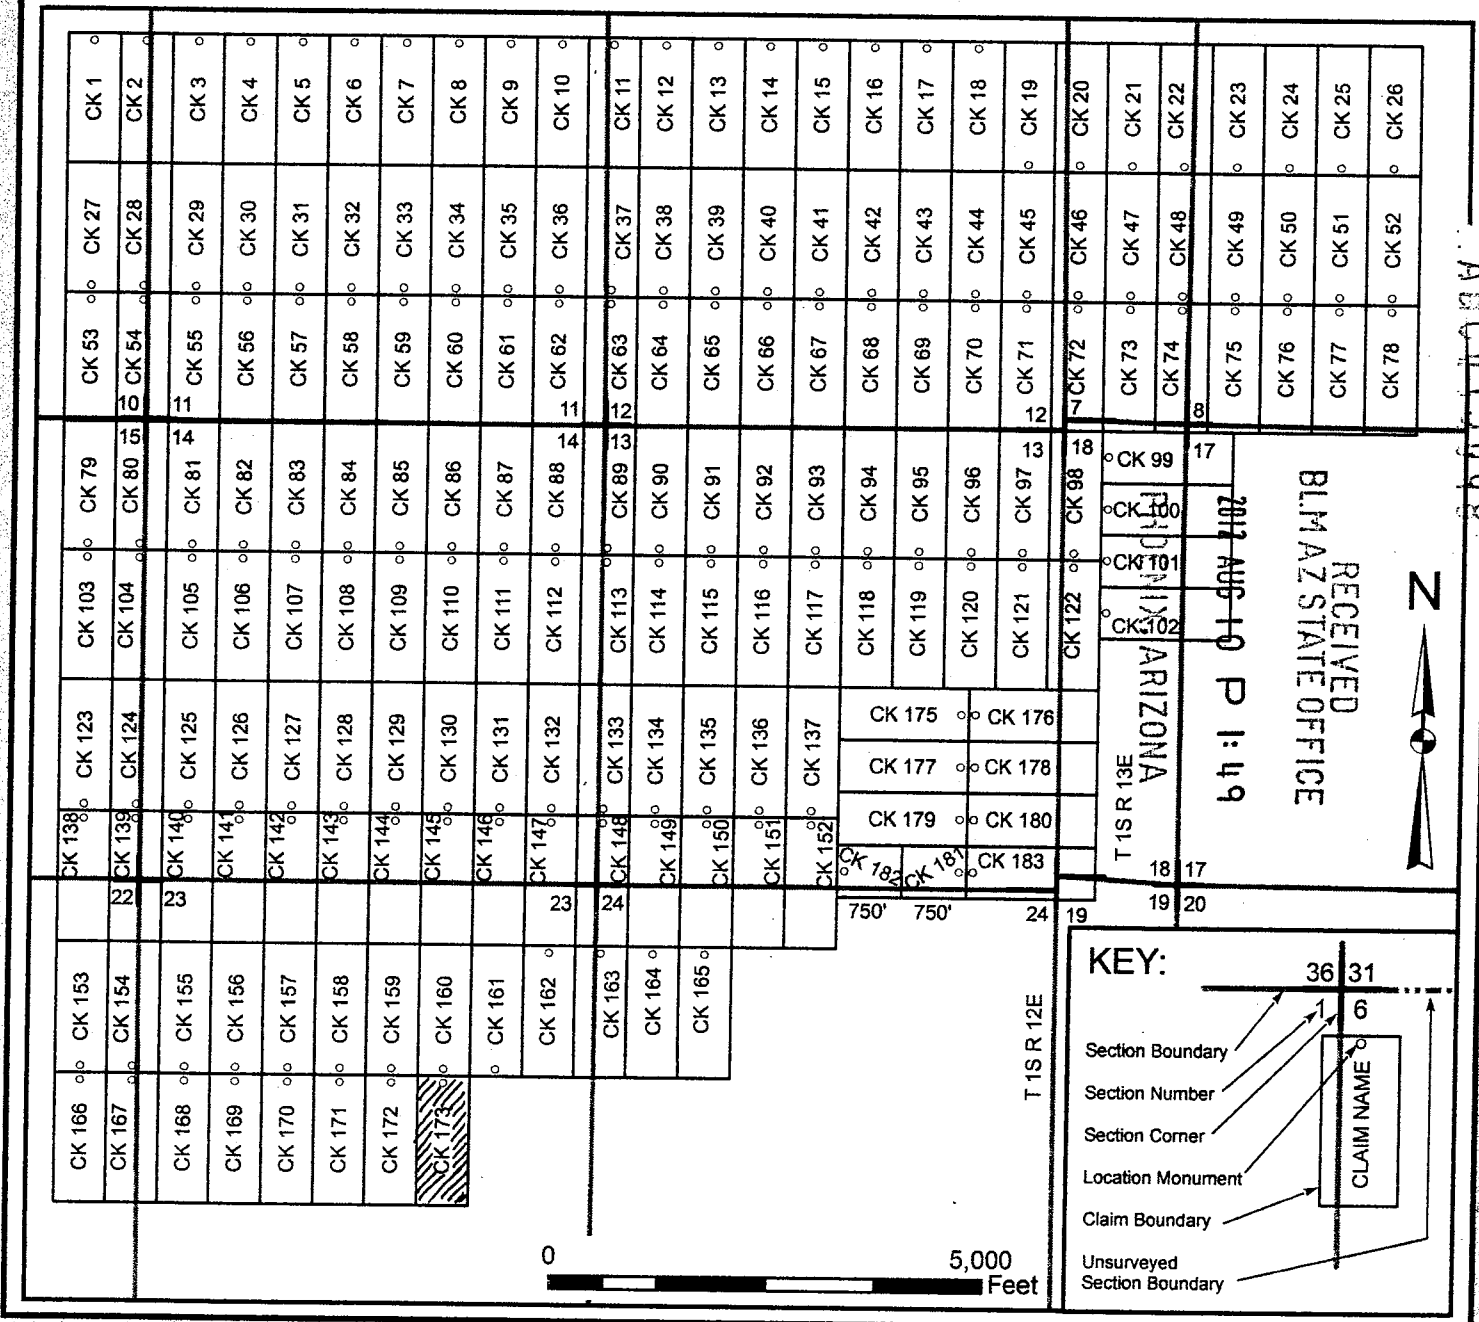 CK 1 CK 2 CK 3 CK 4 CK 5 CK 6 CK 7 CK 8 CK 9 CK 10 CK 11 CK 12 CK 13 CK 14 CK 15 CK 16 CK 17 CK 18 CK 19 CK 20 CK 21 CK 22 CK 23 CK 24 CK 25 CK 26
CK 27 CK 28 CK 29 CK 30 CK 31 CK 32 CK 33 CK 34 CK 35 CK 36 CK 37 CK 38 CK 39 CK 40 CK 41 CK 42 CK 43 CK 44 CK 45 CK 46 CK 47 CK 48 CK 49 CK 50 CK 51 CK 52
CK 53 CK 54 CK 55 CK 56 CK 57 CK 58 CK 59 CK 60 CK 61 CK 62 CK 63 CK 64 CK 65 CK 66 CK 67 CK 68 CK 69 CK 70 CK 71 CK 72 CK 73 CK 74 CK 75 CK 76 CK 77 CK 78
10 11 11 12 12 7 8
15 14 14 13 13 18 17
CK 79 CK 80 CK 81 CK 82 CK 83 CK 84 CK 85 CK 86 CK 87 CK 88 CK 89 CK 90 CK 91 CK 92 CK 93 CK 94 CK 95 CK 96 CK 97 CK 98
CK 99
CK 100
CK 101
CK 102
CK 103 CK 104 CK 105 CK 106 CK 107 CK 108 CK 109 CK 110 CK 111 CK 112 CK 113 CK 114 CK 115 CK 116 CK 117 CK 118 CK 119 CK 120 CK 121 CK 122
RECEIVED
BLM AZ STATE OFFICE
2012 AUG 10 P 1:49
PHOENIX, ARIZONA
N
CK 123 CK 124 CK 125 CK 126 CK 127 CK 128 CK 129 CK 130 CK 131 CK 132 CK 133 CK 134 CK 135 CK 136 CK 137
CK 175 CK 176
CK 177 CK 178
CK 179 CK 180
CK 182 CK 181 CK 183
T 1S R 13E
CK 138 CK 139 CK 140 CK 141 CK 142 CK 143 CK 144 CK 145 CK 146 CK 147 CK 148 CK 149 CK 150 CK 151 CK 152
18 17
22 23 23 24 24 19 19 20
750' 750'
CK 153 CK 154 CK 155 CK 156 CK 157 CK 158 CK 159 CK 160 CK 161 CK 162 CK 163 CK 164 CK 165
T 1S R 12E
CK 166 CK 167 CK 168 CK 169 CK 170 CK 171 CK 172 CK 173
0 5,000
Feet
KEY:
36 31
1 6
Section Boundary
Section Number
Section Corner
Location Monument
Claim Boundary
Unsurveyed
Section Boundary
CLAIM NAME